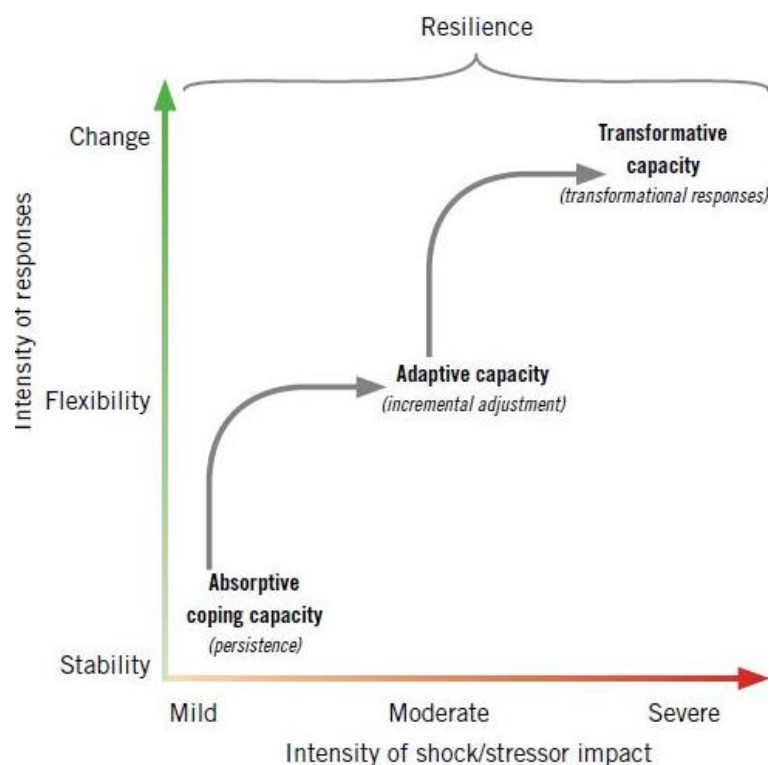 Resilience
Change
Transformative
capacity
(transformational responses)
Intensity of responses
Flexibility
Adaptive capacity
(incremental adjustment)
Absorptive
coping capacity
(persistence)
Stability
Mild Moderate Severe
Intensity of shock/stressor impact